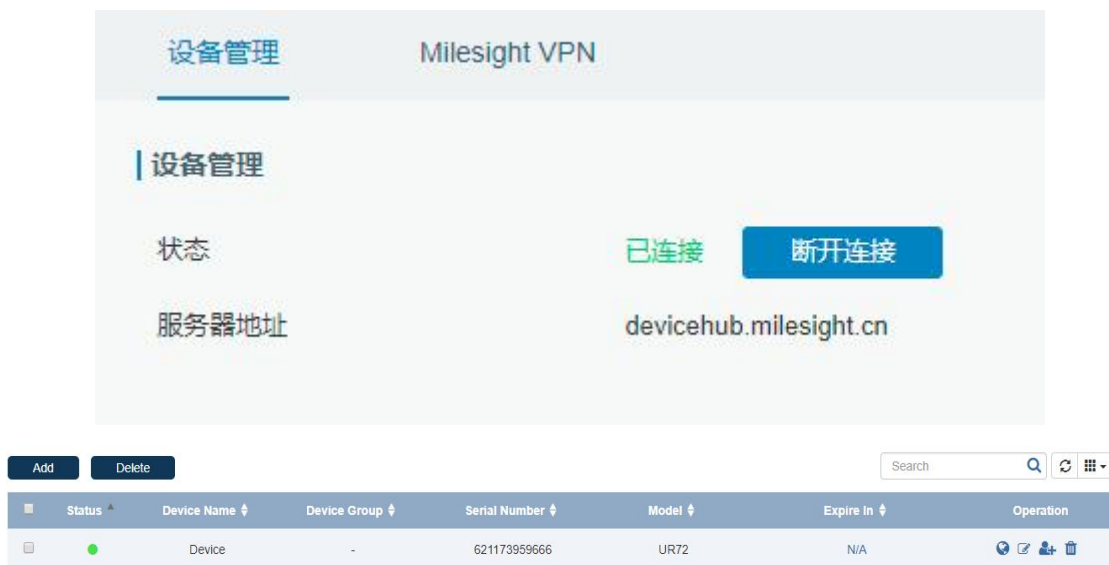 设备管理 Milesight VPN
设备管理
状态 已连接 断开连接
服务器地址 devicehub.milesight.cn
Add Delete Search
Status Device Name Device Group Serial Number Model Expire In Operation
Device - 621173959666 UR72 N/A